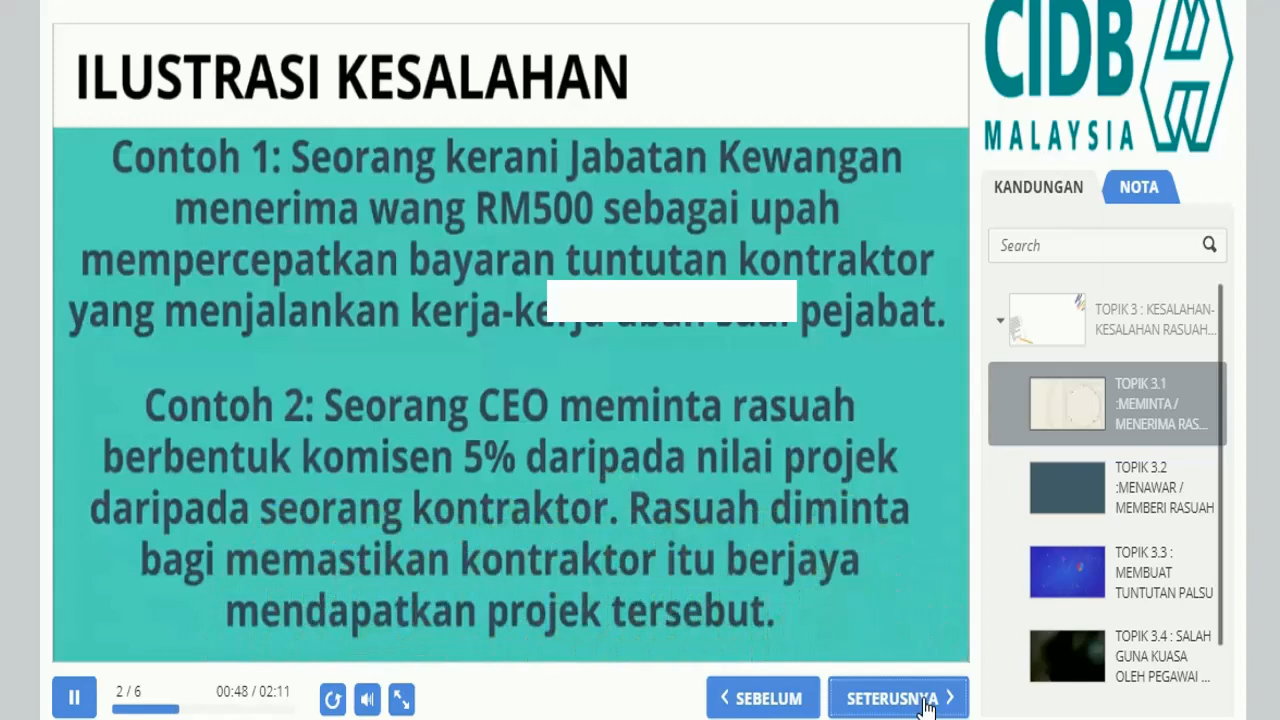 ILUSTRASI KESALAHAN
Contoh 1: Seorang kerani Jabatan Kewangan
menerima wang RM500 sebagai upah
mempercepatkan bayaran tuntutan kontraktor
yang menjalankan pejabat.
Contoh 2: Seorang CEO meminta rasuah
berbentuk komisen 5% daripada nilai projek
daripada seorang kontraktor. Rasuah diminta
bagi memastikan kontraktor itu berjaya
mendapatkan projek tersebut.
2 / 6
00:48 / 02:11
SEBELUM
SETERUSNYA
CIDB
MALAYSIA
KANDUNGAN
NOTA
Search
TOPIK 3 : KESALAHAN-
KESALAHAN RASUAH...
TOPIK 3.1
:MEMINTA /
MENERIMA RAS...
TOPIK 3.2
:MENAWAR /
MEMBERI RASUAH
TOPIK 3.3 :
MEMBUAT
TUNTUTAN PALSU
TOPIK 3.4 : SALAH
GUNA KUASA
OLEH PEGAWAI ...